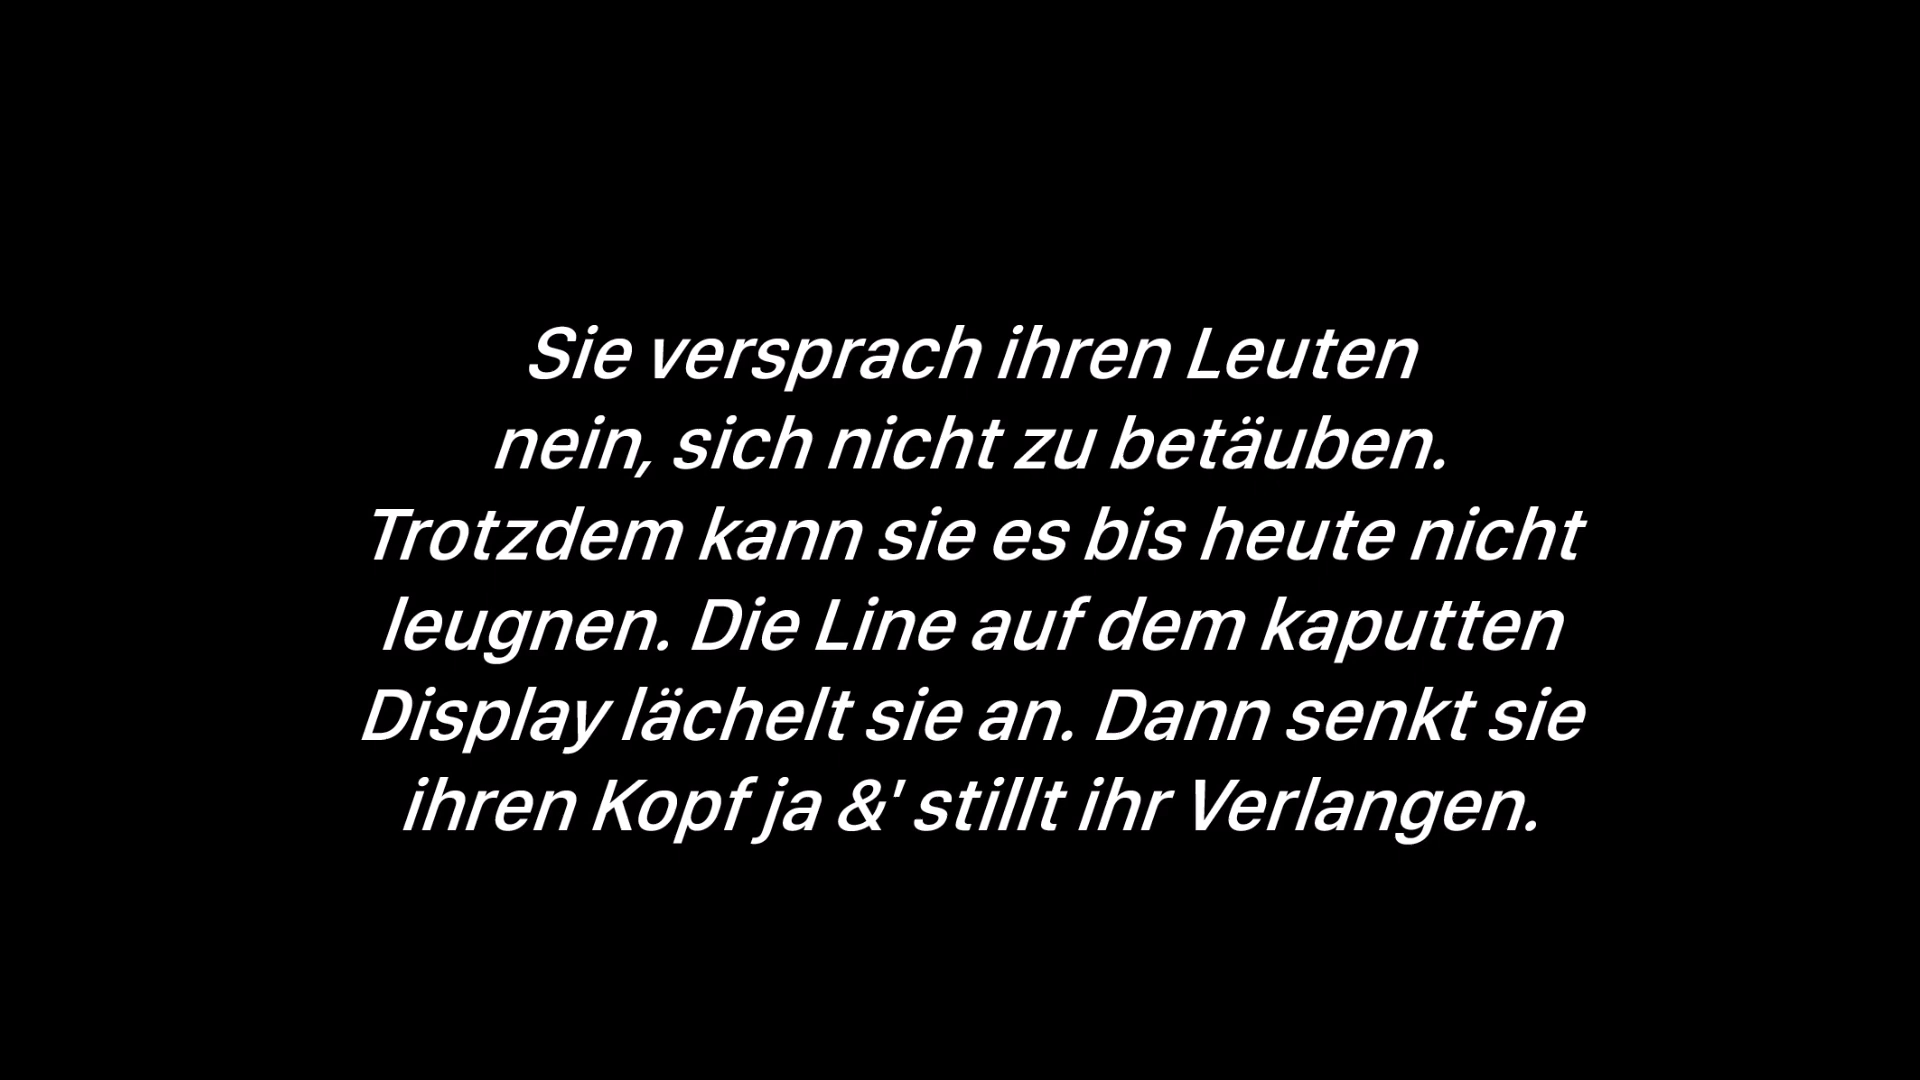 Sie versprach ihren Leuten
nein, sich nicht zu betäuben.
Trotzdem kann sie es bis heute nicht
leugnen. Die Line auf dem kaputten
Display lächelt sie an. Dann senkt sie
ihren Kopf ja &' stillt ihr Verlangen.